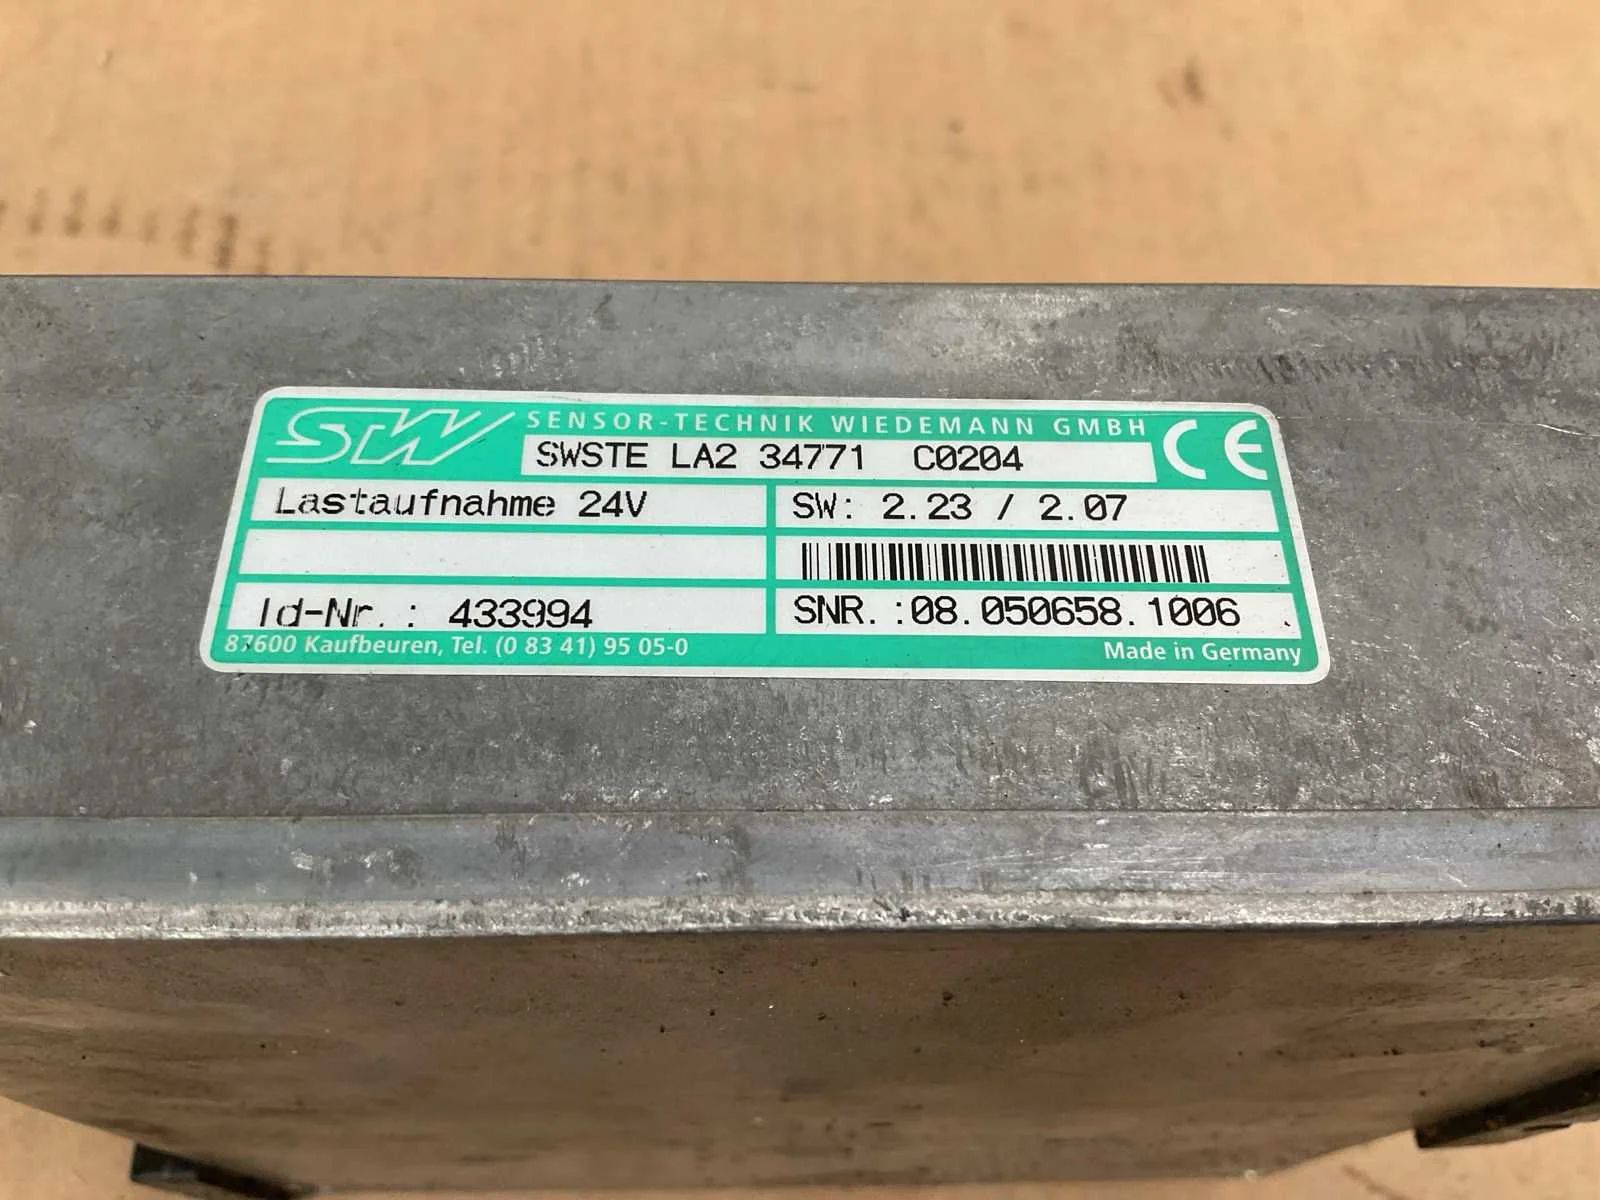 STW SENSOR-TECHNIK WIEDEMANN GMBH CE
SWSTE LA2 34771 C0204
Lastaufnahme 24V SW: 2.23 / 2.07
Id-Nr.: 433994 SNR.:08.050658.1006
87600 Kaufbeuren, Tel. (0 83 41) 95 05-0 Made in Germany